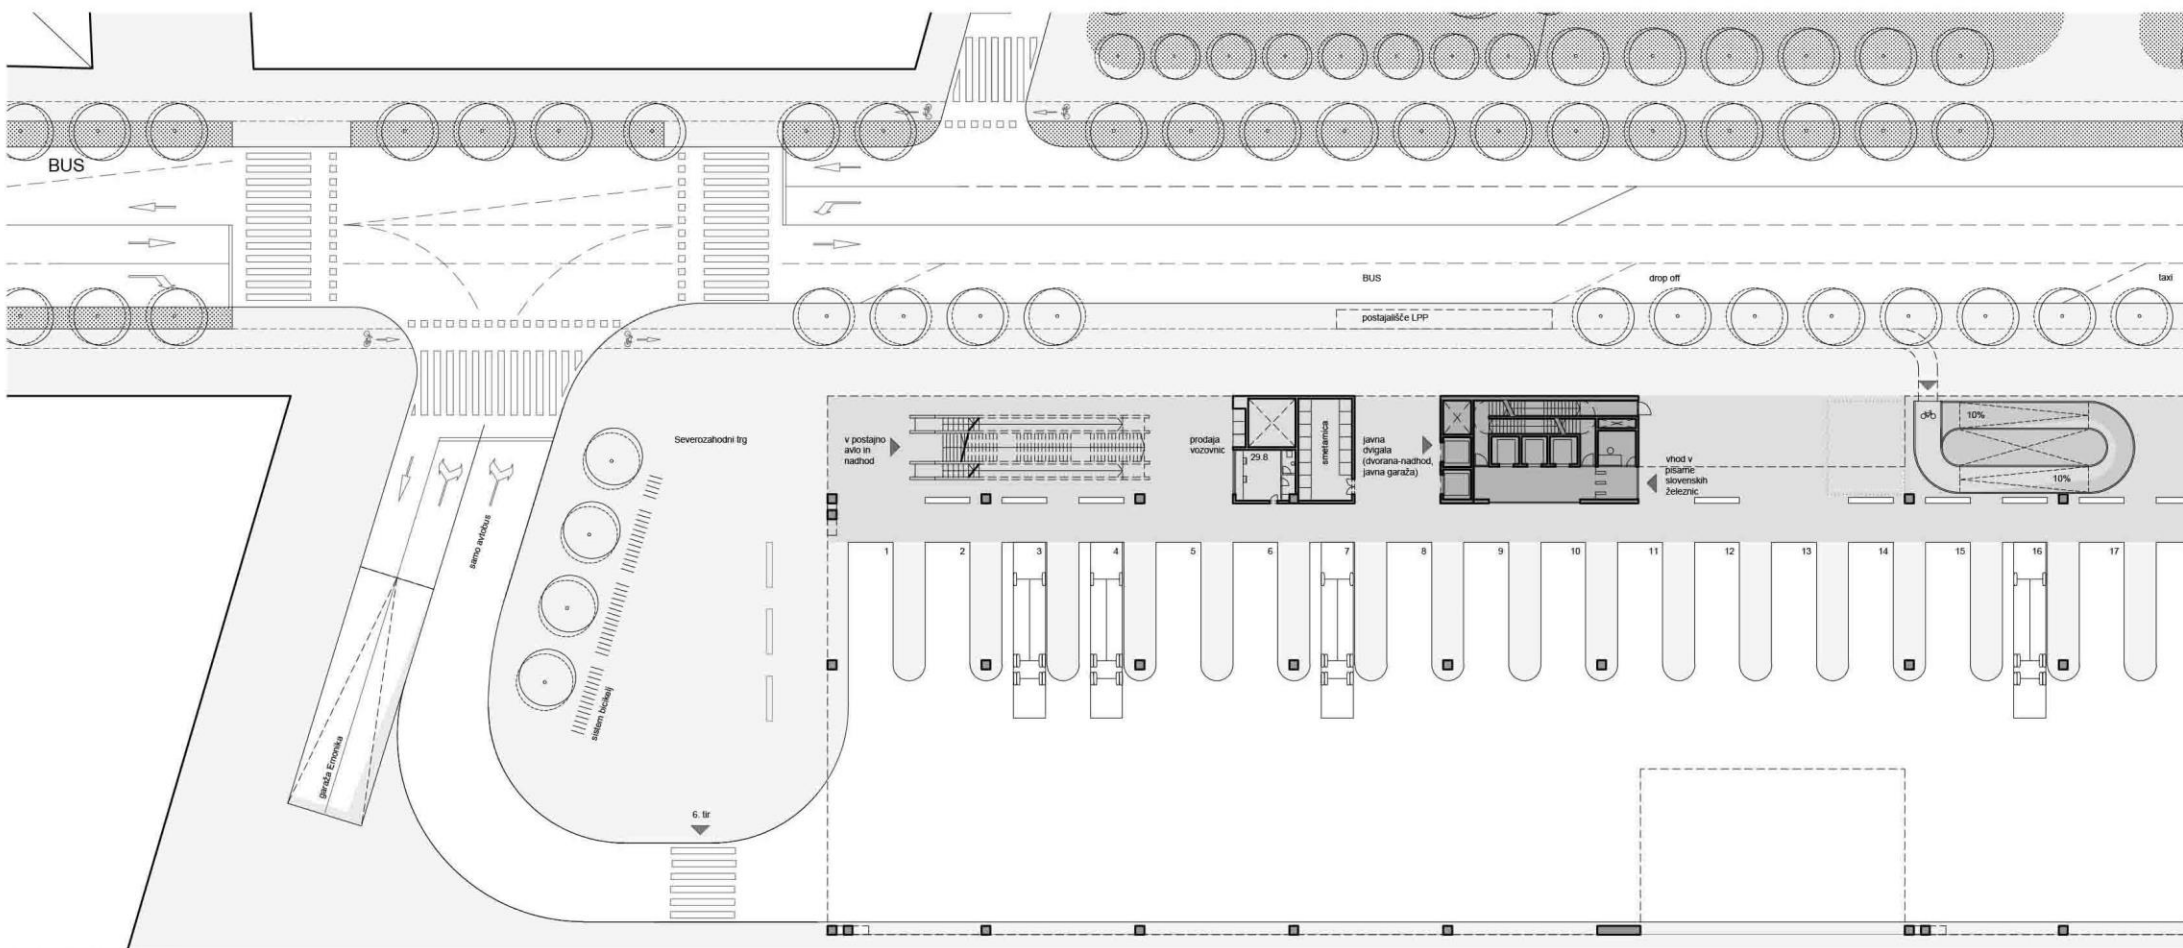 BUS
BUS
drop off
taxi
postajališče LPP
Severozahodni trg
v postajno
avlo in
nadhod
prodaja
vozovnic
29.8
smetarnica
javna
dvigala
(dvorana-nadhod,
javna garaža)
vhod v
pisarne
slovenskih
železnic
10%
10%
samo avtobus
1
2
3
4
5
6
7
8
9
10
11
12
13
14
15
16
17
sistem bicikelj
garaža Emonika
6. tir